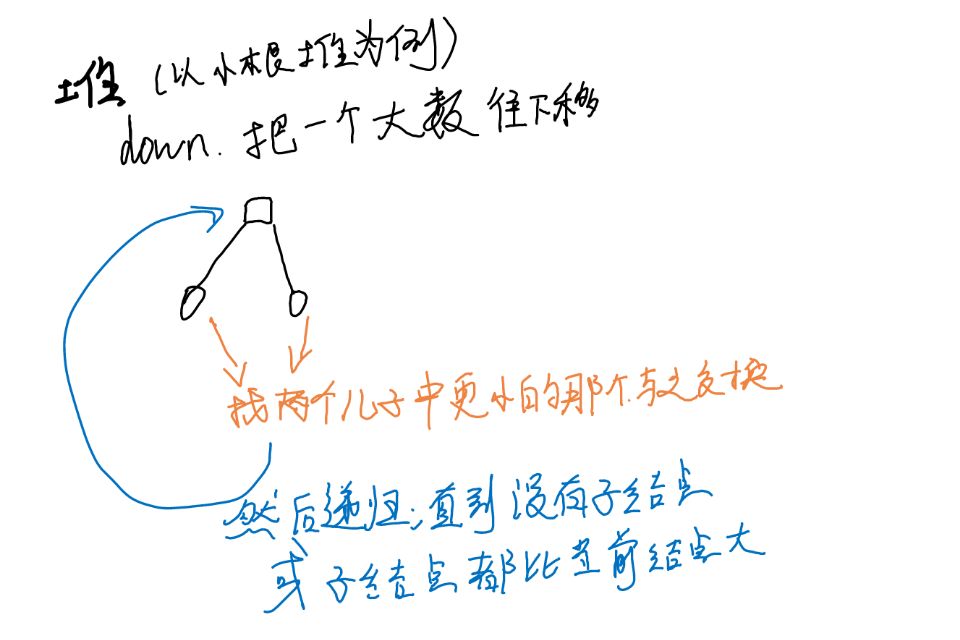 堆 (以小根堆为例)
down. 把一个大数往下移
找两个儿子中更小的那个与之交换
然后递归，直到没有子结点
或子结点都比当前结点大